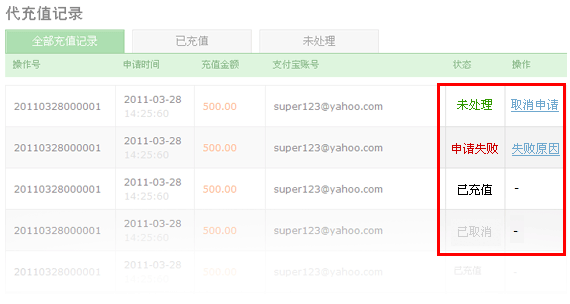 代充值记录
全部充值记录 已充值 未处理
操作号 申请时间 充值金额 支付宝账号 状态 操作
20110328000001 2011-03-28 14:25:60 500.00 super123@yahoo.com 未处理 取消申请
20110328000001 2011-03-28 14:25:60 500.00 super123@yahoo.com 申请失败 失败原因
20110328000001 2011-03-28 14:25:60 500.00 super123@yahoo.com 已充值 -
20110328000001 2011-03-28 14:25:60 500.00 super123@yahoo.com 已取消 -
20110328000001 2011-03-28 14:25:60 500.00 super123@yahoo.com 已充值 -